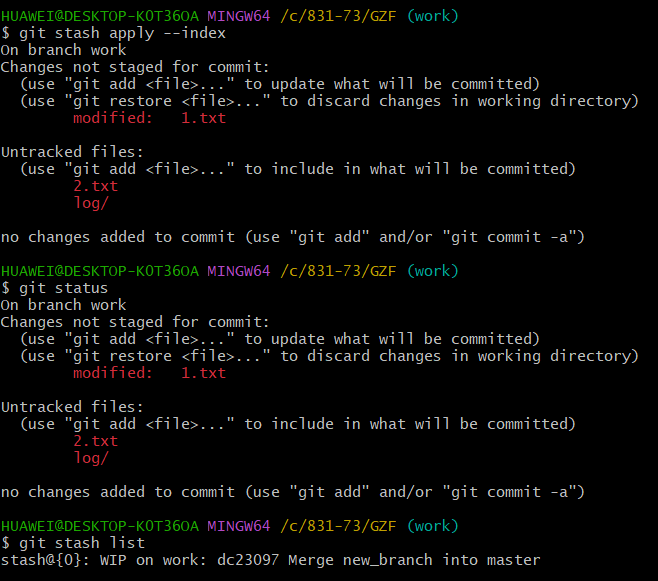 HUAWEI@DESKTOP-K0T36OA MINGW64 /c/831-73/GZF (work)
$ git stash apply --index
On branch work
Changes not staged for commit:
  (use "git add <file>..." to update what will be committed)
  (use "git restore <file>..." to discard changes in working directory)
        modified:   1.txt

Untracked files:
  (use "git add <file>..." to include in what will be committed)
        2.txt
        log/

no changes added to commit (use "git add" and/or "git commit -a")

HUAWEI@DESKTOP-K0T36OA MINGW64 /c/831-73/GZF (work)
$ git status
On branch work
Changes not staged for commit:
  (use "git add <file>..." to update what will be committed)
  (use "git restore <file>..." to discard changes in working directory)
        modified:   1.txt

Untracked files:
  (use "git add <file>..." to include in what will be committed)
        2.txt
        log/

no changes added to commit (use "git add" and/or "git commit -a")

HUAWEI@DESKTOP-K0T36OA MINGW64 /c/831-73/GZF (work)
$ git stash list
stash@{0}: WIP on work: dc23097 Merge new_branch into master